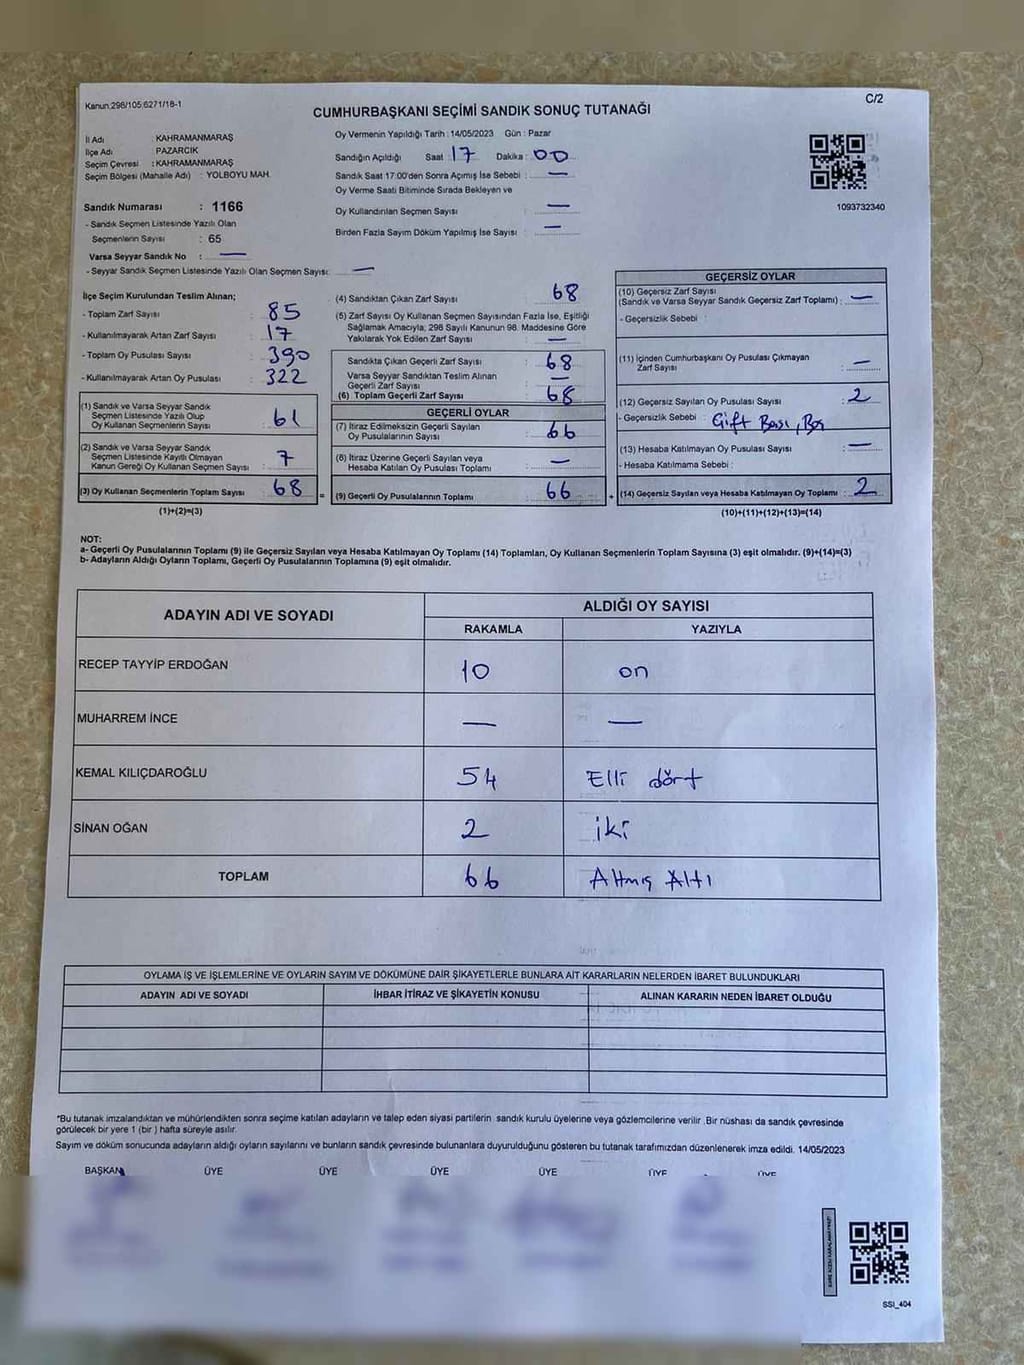 Kanun:298/105;6271/18-1
C/2
CUMHURBAŞKANI SEÇİMİ SANDIK SONUÇ TUTANAĞI
İl Adı : KAHRAMANMARAŞ
İlçe Adı : PAZARCIK
Seçim Çevresi : KAHRAMANMARAŞ
Seçim Bölgesi (Mahalle Adı) : YOLBOYU MAH.
Sandık Numarası : 1166
- Sandık Seçmen Listesinde Yazılı Olan
Seçmenlerin Sayısı : 65
Varsa Seyyar Sandık No : —
- Seyyar Sandık Seçmen Listesinde Yazılı Olan Seçmen Sayısı: —
Oy Vermenin Yapıldığı Tarih : 14/05/2023 Gün : Pazar
Sandığın Açıldığı Saat 17 Dakika : 00
Sandık Saat 17:00'den Sonra Açımış İse Sebebi : —
Oy Verme Saati Bitiminde Sırada Bekleyen ve
Oy Kullandırılan Seçmen Sayısı —
Birden Fazla Sayım Döküm Yapılmış İse Sayısı : —
1093732340
İlçe Seçim Kurulundan Teslim Alınan;
- Toplam Zarf Sayısı : 85
- Kullanılmayarak Artan Zarf Sayısı : 17
- Toplam Oy Pusulası Sayısı : 390
- Kullanılmayarak Artan Oy Pusulası : 322
(1) Sandık ve Varsa Seyyar Sandık
Seçmen Listesinde Yazılı Olup
Oy Kullanan Seçmenlerin Sayısı : 61
(2) Sandık ve Varsa Seyyar Sandık
Seçmen Listesinde Kayıtlı Olmayan
Kanun Gereği Oy Kullanan Seçmen Sayısı : 7
(3) Oy Kullanan Seçmenlerin Toplam Sayısı : 68
(1)+(2)=(3)
(4) Sandıktan Çıkan Zarf Sayısı : 68
(5) Zarf Sayısı Oy Kullanan Seçmen Sayısından Fazla İse, Eşitliği
Sağlamak Amacıyla; 298 Sayılı Kanunun 98. Maddesine Göre
Yakılarak Yok Edilen Zarf Sayısı : —
Sandıkta Çıkan Geçerli Zarf Sayısı : 68
Varsa Seyyar Sandıktan Teslim Alınan
Geçerli Zarf Sayısı : —
(6) Toplam Geçerli Zarf Sayısı : 68
GEÇERLİ OYLAR
(7) İtiraz Edilmeksizin Geçerli Sayılan
Oy Pusulalarının Sayısı : 66
(8) İtiraz Üzerine Geçerli Sayılan veya
Hesaba Katılan Oy Pusulası Toplamı : —
= (9) Geçerli Oy Pusulalarının Toplamı : 66
GEÇERSİZ OYLAR
(10) Geçersiz Zarf Sayısı
(Sandık ve Varsa Seyyar Sandık Geçersiz Zarf Toplamı) : —
- Geçersizlik Sebebi :
(11) İçinden Cumhurbaşkanı Oy Pusulası Çıkmayan
Zarf Sayısı : —
(12) Geçersiz Sayılan Oy Pusulası Sayısı : 2
- Geçersizlik Sebebi : Çift Bası, Boş
(13) Hesaba Katılmayan Oy Pusulası Sayısı : —
- Hesaba Katılmama Sebebi :
+ (14) Geçersiz Sayılan veya Hesaba Katılmayan Oy Toplamı : 2
(10)+(11)+(12)+(13)=(14)
NOT:
a- Geçerli Oy Pusulalarının Toplamı (9) ile Geçersiz Sayılan veya Hesaba Katılmayan Oy Toplamı (14) Toplamları, Oy Kullanan Seçmenlerin Toplam Sayısına (3) eşit olmalıdır. (9)+(14)=(3)
b- Adayların Aldığı Oyların Toplamı, Geçerli Oy Pusulalarının Toplamına (9) eşit olmalıdır.
ADAYIN ADI VE SOYADI ALDIĞI OY SAYISI
RAKAMLA YAZIYLA
RECEP TAYYİP ERDOĞAN 10 on
MUHARREM İNCE — —
KEMAL KILIÇDAROĞLU 54 Elli dört
SİNAN OĞAN 2 iki
TOPLAM 66 Altmış Altı
OYLAMA İŞ VE İŞLEMLERİNE VE OYLARIN SAYIM VE DÖKÜMÜNE DAİR ŞİKAYETLERLE BUNLARA AİT KARARLARIN NELERDEN İBARET BULUNDUKLARI
ADAYIN ADI VE SOYADI İHBAR İTİRAZ VE ŞİKAYETİN KONUSU ALINAN KARARIN NEDEN İBARET OLDUĞU
*Bu tutanak imzalandıktan ve mühürlendikten sonra seçime katılan adayların ve talep eden siyasi partilerin sandık kurulu üyelerine veya gözlemcilerine verilir .Bir nüshası da sandık çevresinde
görülecek bir yere 1 (bir ) hafta süreyle asılır.
Sayım ve döküm sonucunda adayların aldığı oyların sayılarını ve bunların sandık çevresinde bulunanlara duyurulduğunu gösteren bu tutanak tarafımızdan düzenlenerek imza edildi. 14/05/2023
BAŞKAN ÜYE ÜYE ÜYE ÜYE ÜYE ÜYE
SSI_404